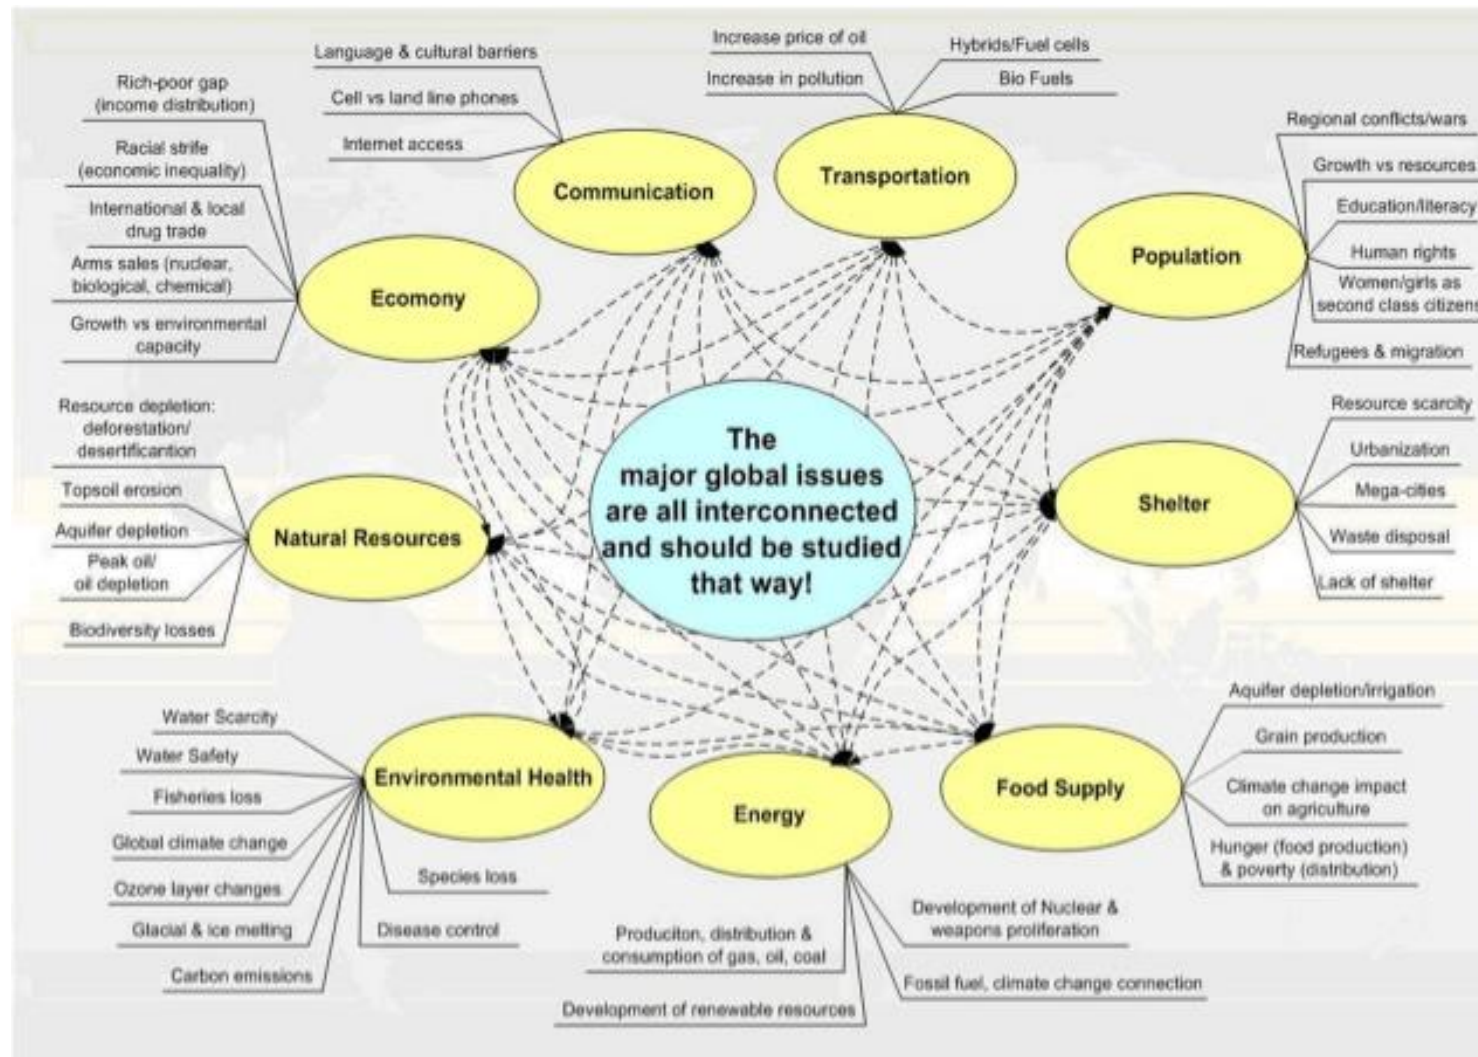 Language & cultural barriers
Cell vs land line phones
Internet access
Communication
Increase price of oil
Increase in pollution
Hybrids/Fuel cells
Bio Fuels
Transportation
Rich-poor gap
(income distribution)
Racial strife
(economic inequality)
International & local
drug trade
Arms sales (nuclear,
biological, chemical)
Growth vs environmental
capacity
Ecomony
Regional conflicts/wars
Growth vs resources
Education/literacy
Human rights
Women/girls as
second class citizens
Refugees & migration
Population
The
major global issues
are all interconnected
and should be studied
that way!
Resource depletion:
deforestation/
desertificantion
Topsoil erosion
Aquifer depletion
Peak oil/
oil depletion
Biodiversity losses
Natural Resources
Resource scarcity
Urbanization
Mega-cities
Waste disposal
Lack of shelter
Shelter
Water Scarcity
Water Safety
Fisheries loss
Global climate change
Ozone layer changes
Glacial & ice melting
Carbon emissions
Species loss
Disease control
Environmental Health
Energy
Produciton, distribution &
consumption of gas, oil, coal
Development of renewable resources
Development of Nuclear &
weapons proliferation
Fossil fuel, climate change connection
Food Supply
Aquifer depletion/irrigation
Grain production
Climate change impact
on agriculture
Hunger (food production)
& poverty (distribution)